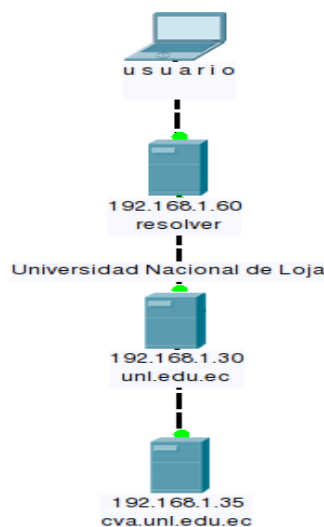 usuario
192.168.1.60
resolver
Universidad Nacional de Loja
192.168.1.30
unl.edu.ec
192.168.1.35
cva.unl.edu.ec